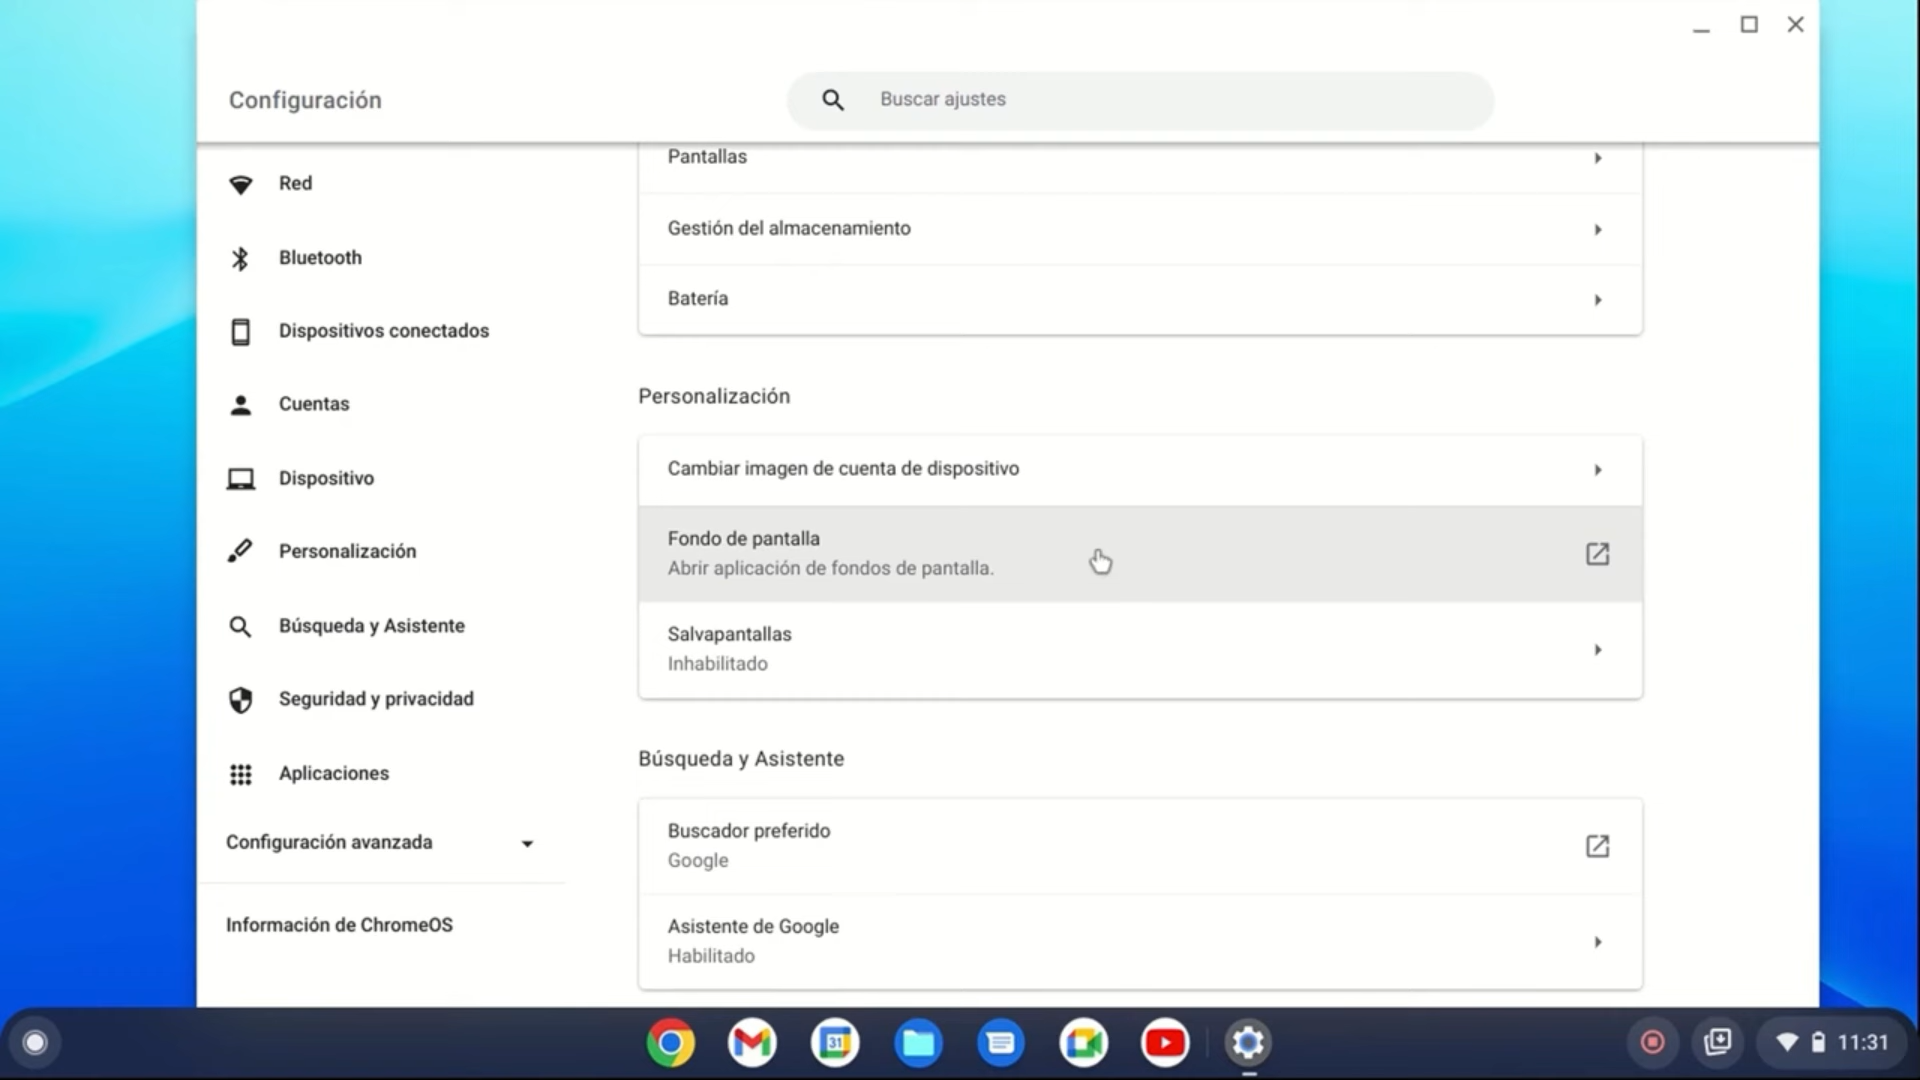 Configuración
Buscar ajustes
Red
Bluetooth
Dispositivos conectados
Cuentas
Dispositivo
Personalización
Búsqueda y Asistente
Seguridad y privacidad
Aplicaciones
Configuración avanzada
Información de ChromeOS
Pantallas
Gestión del almacenamiento
Batería
Personalización
Cambiar imagen de cuenta de dispositivo
Fondo de pantalla
Abrir aplicación de fondos de pantalla.
Salvapantallas
Inhabilitado
Búsqueda y Asistente
Buscador preferido
Google
Asistente de Google
Habilitado
31
11:31